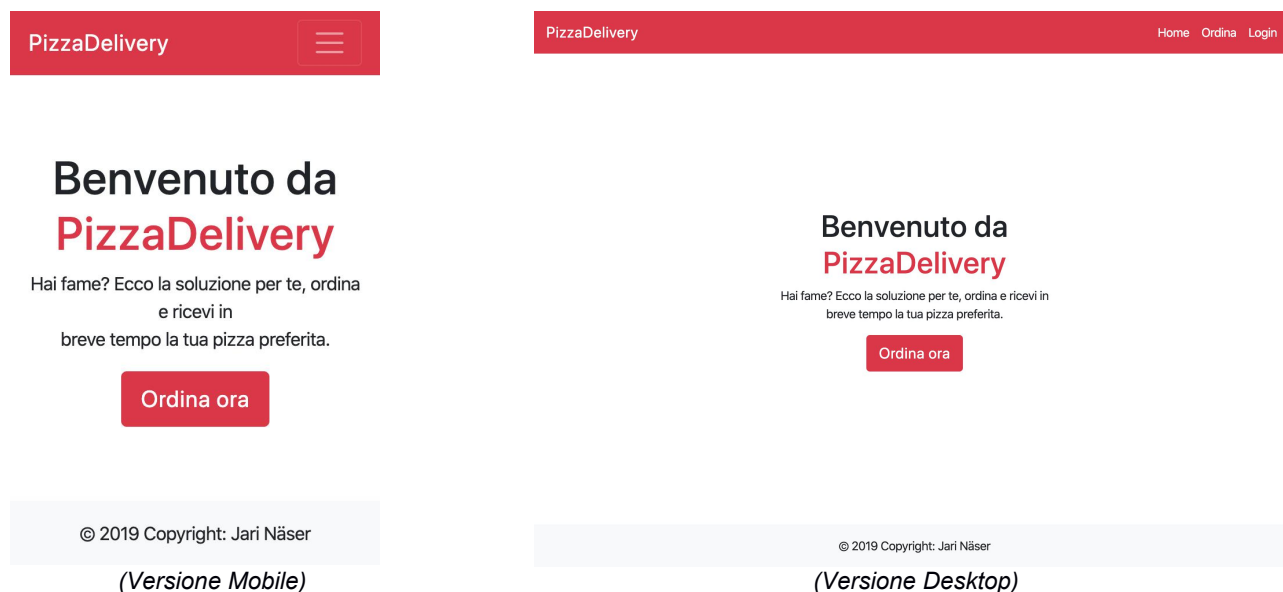 PizzaDelivery
Benvenuto da
PizzaDelivery
Hai fame? Ecco la soluzione per te, ordina
e ricevi in
breve tempo la tua pizza preferita.
Ordina ora
© 2019 Copyright: Jari Näser
(Versione Mobile)
PizzaDelivery
Home Ordina Login
Benvenuto da
PizzaDelivery
Hai fame? Ecco la soluzione per te, ordina e ricevi in
breve tempo la tua pizza preferita.
Ordina ora
© 2019 Copyright: Jari Näser
(Versione Desktop)